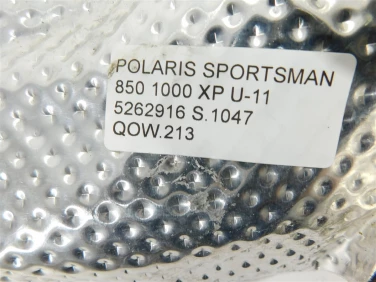 POLARIS SPORTSMAN
850 1000 XP U-11
5262916 S.1047
QOW.213